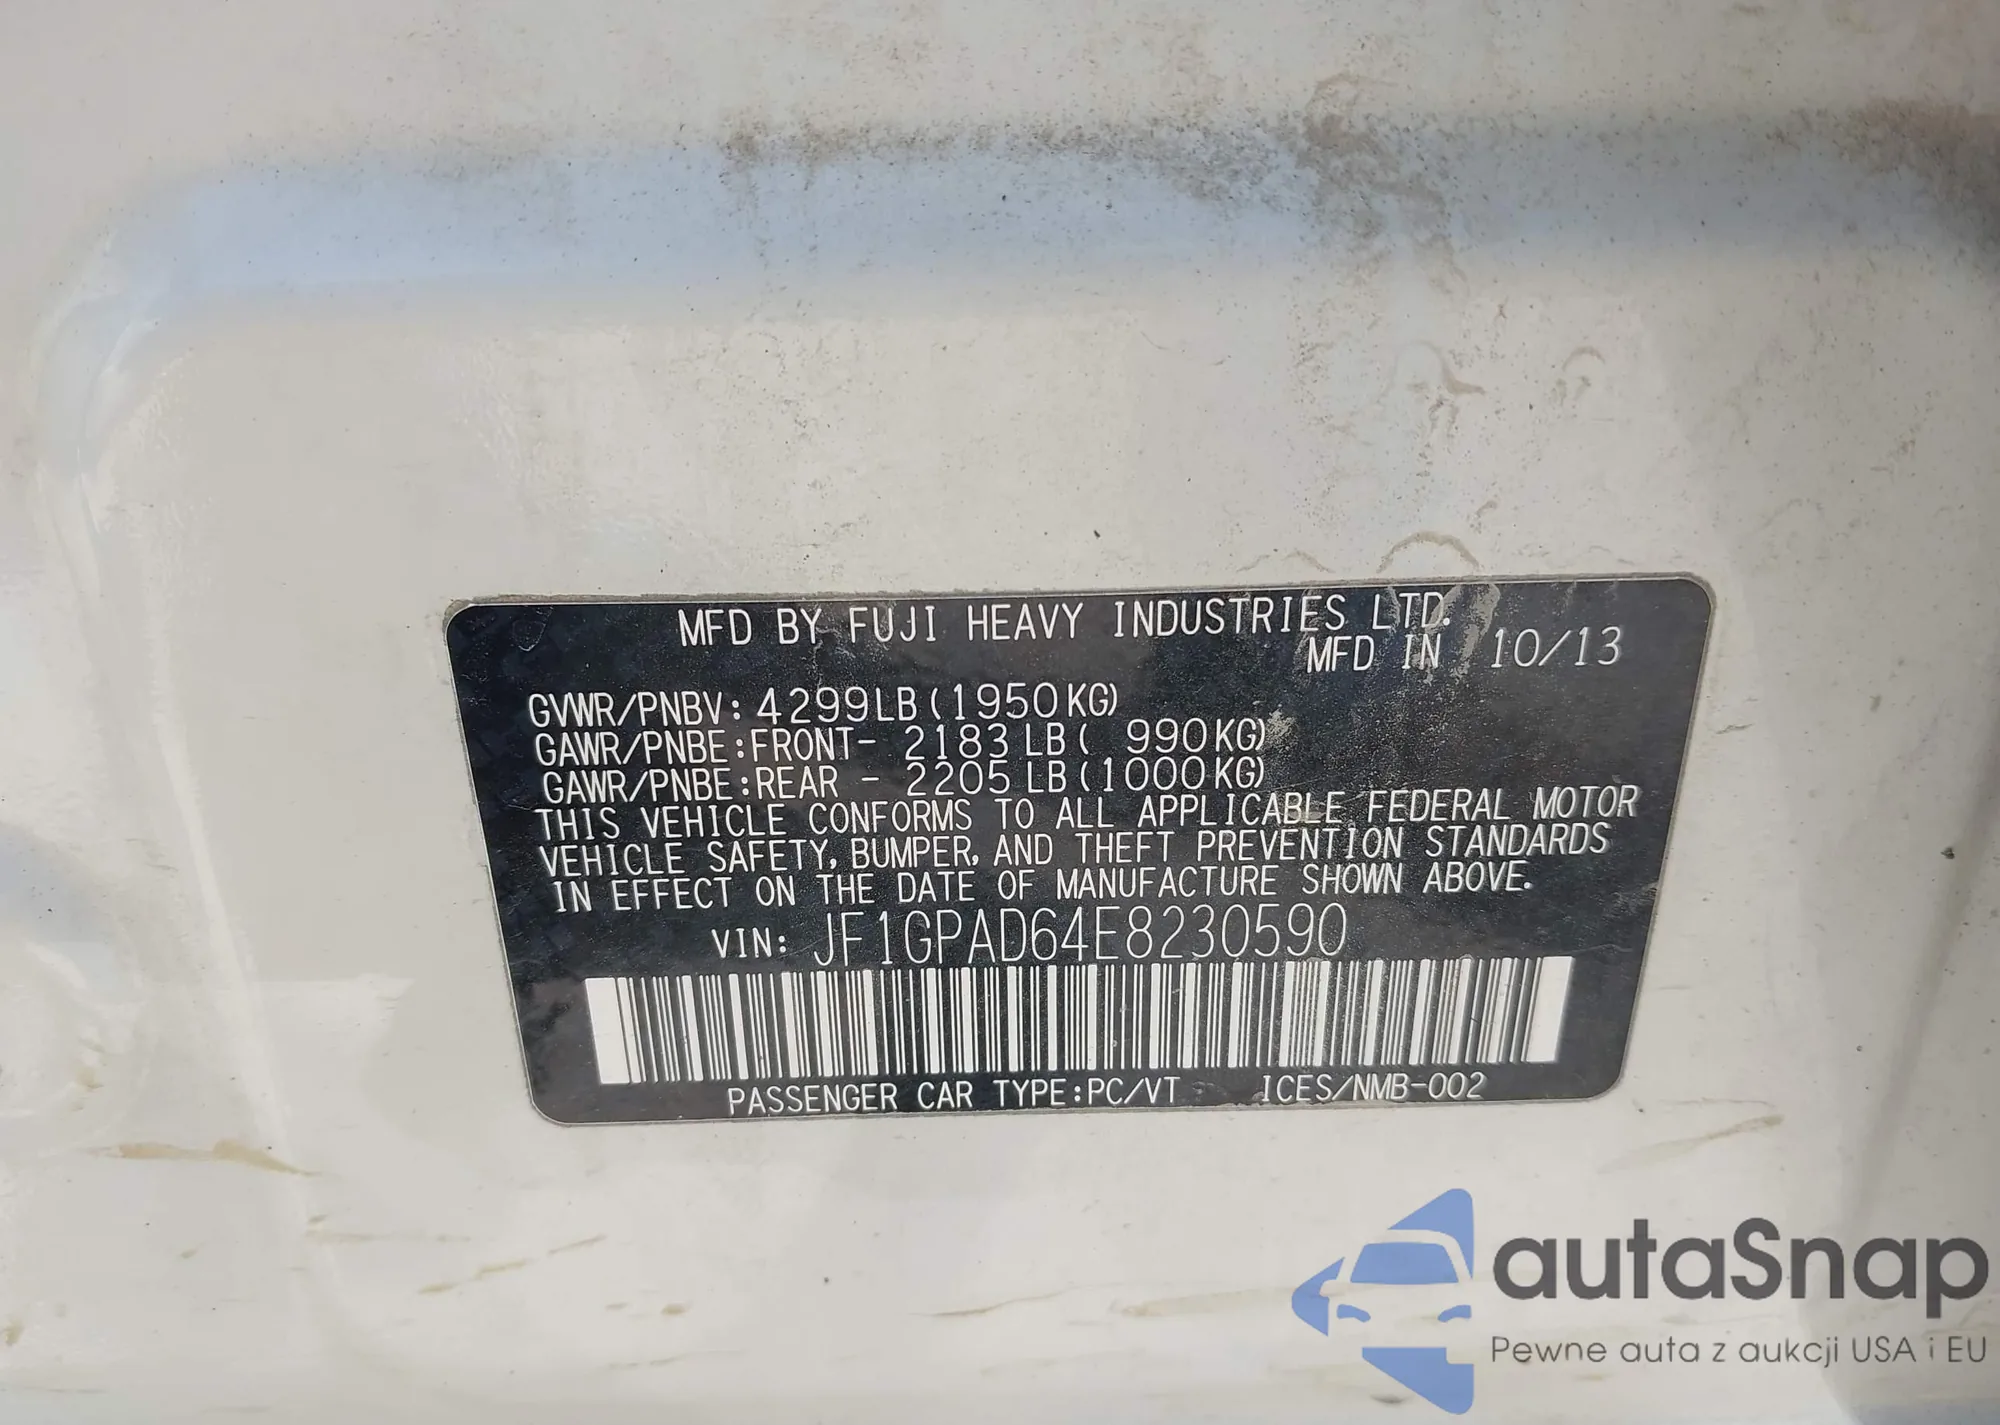 MFD BY FUJI HEAVY INDUSTRIES LTD.
MFD IN 10/13
GVWR/PNBV: 4299LB(1950KG)
GAWR/PNBE:FRONT- 2183LB( 990KG)
GAWR/PNBE:REAR - 2205LB(1000KG)
THIS VEHICLE CONFORMS TO ALL APPLICABLE FEDERAL MOTOR
VEHICLE SAFETY, BUMPER, AND THEFT PREVENTION STANDARDS
IN EFFECT ON THE DATE OF MANUFACTURE SHOWN ABOVE.
VIN: JF1GPAD64E8230590
PASSENGER CAR TYPE:PC/VT ICES/NMB-002
autaSnap
Pewne auta z aukcji USA i EU